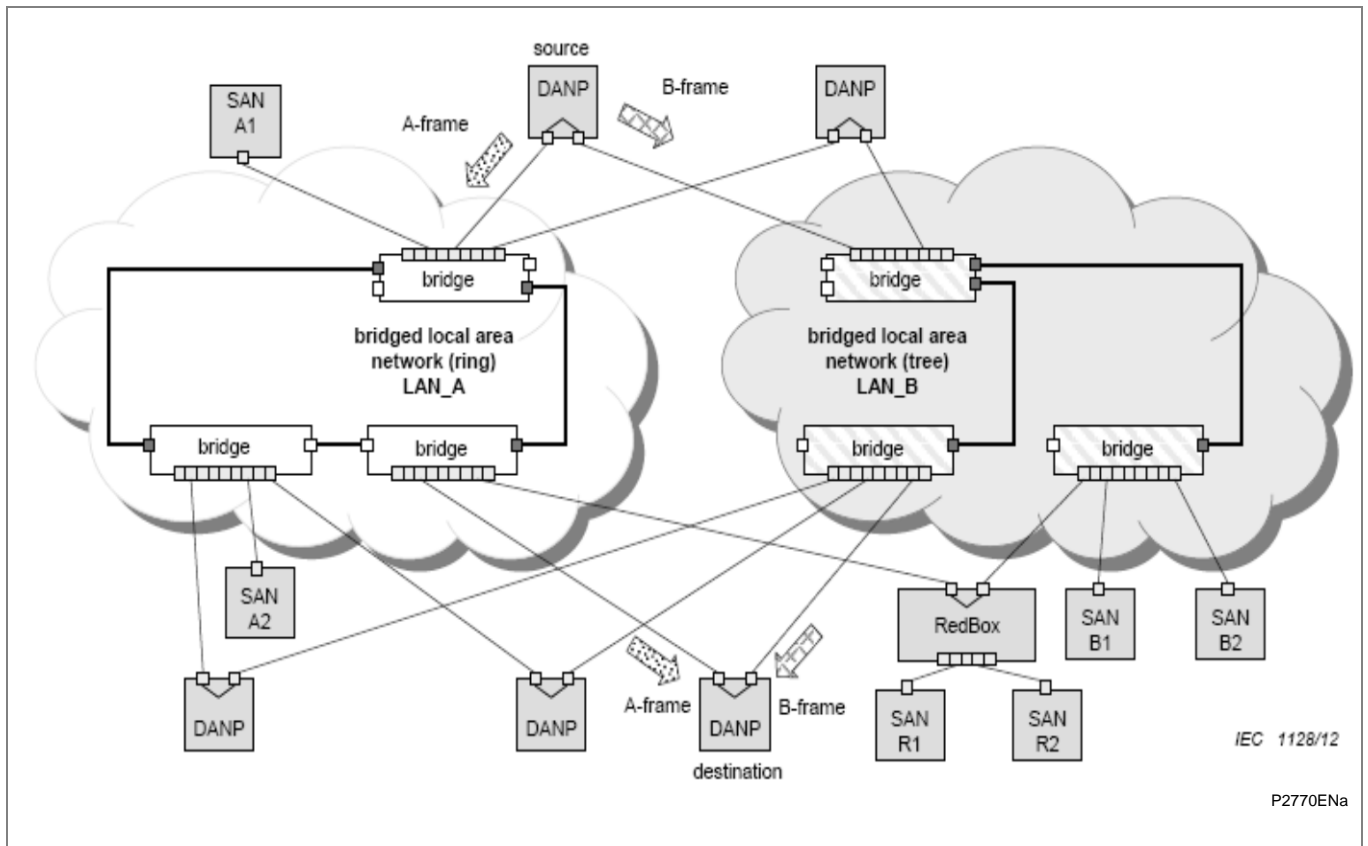 source
DANP
B-frame
DANP
SAN
A1
A-frame
bridge
bridge
bridged local area
network (ring)
LAN_A
bridged local area
network (tree)
LAN_B
bridge
bridge
bridge
bridge
SAN
A2
RedBox
SAN
B1
SAN
B2
DANP
DANP
A-frame
DANP
B-frame
destination
SAN
R1
SAN
R2
IEC 1128/12
P2770ENa